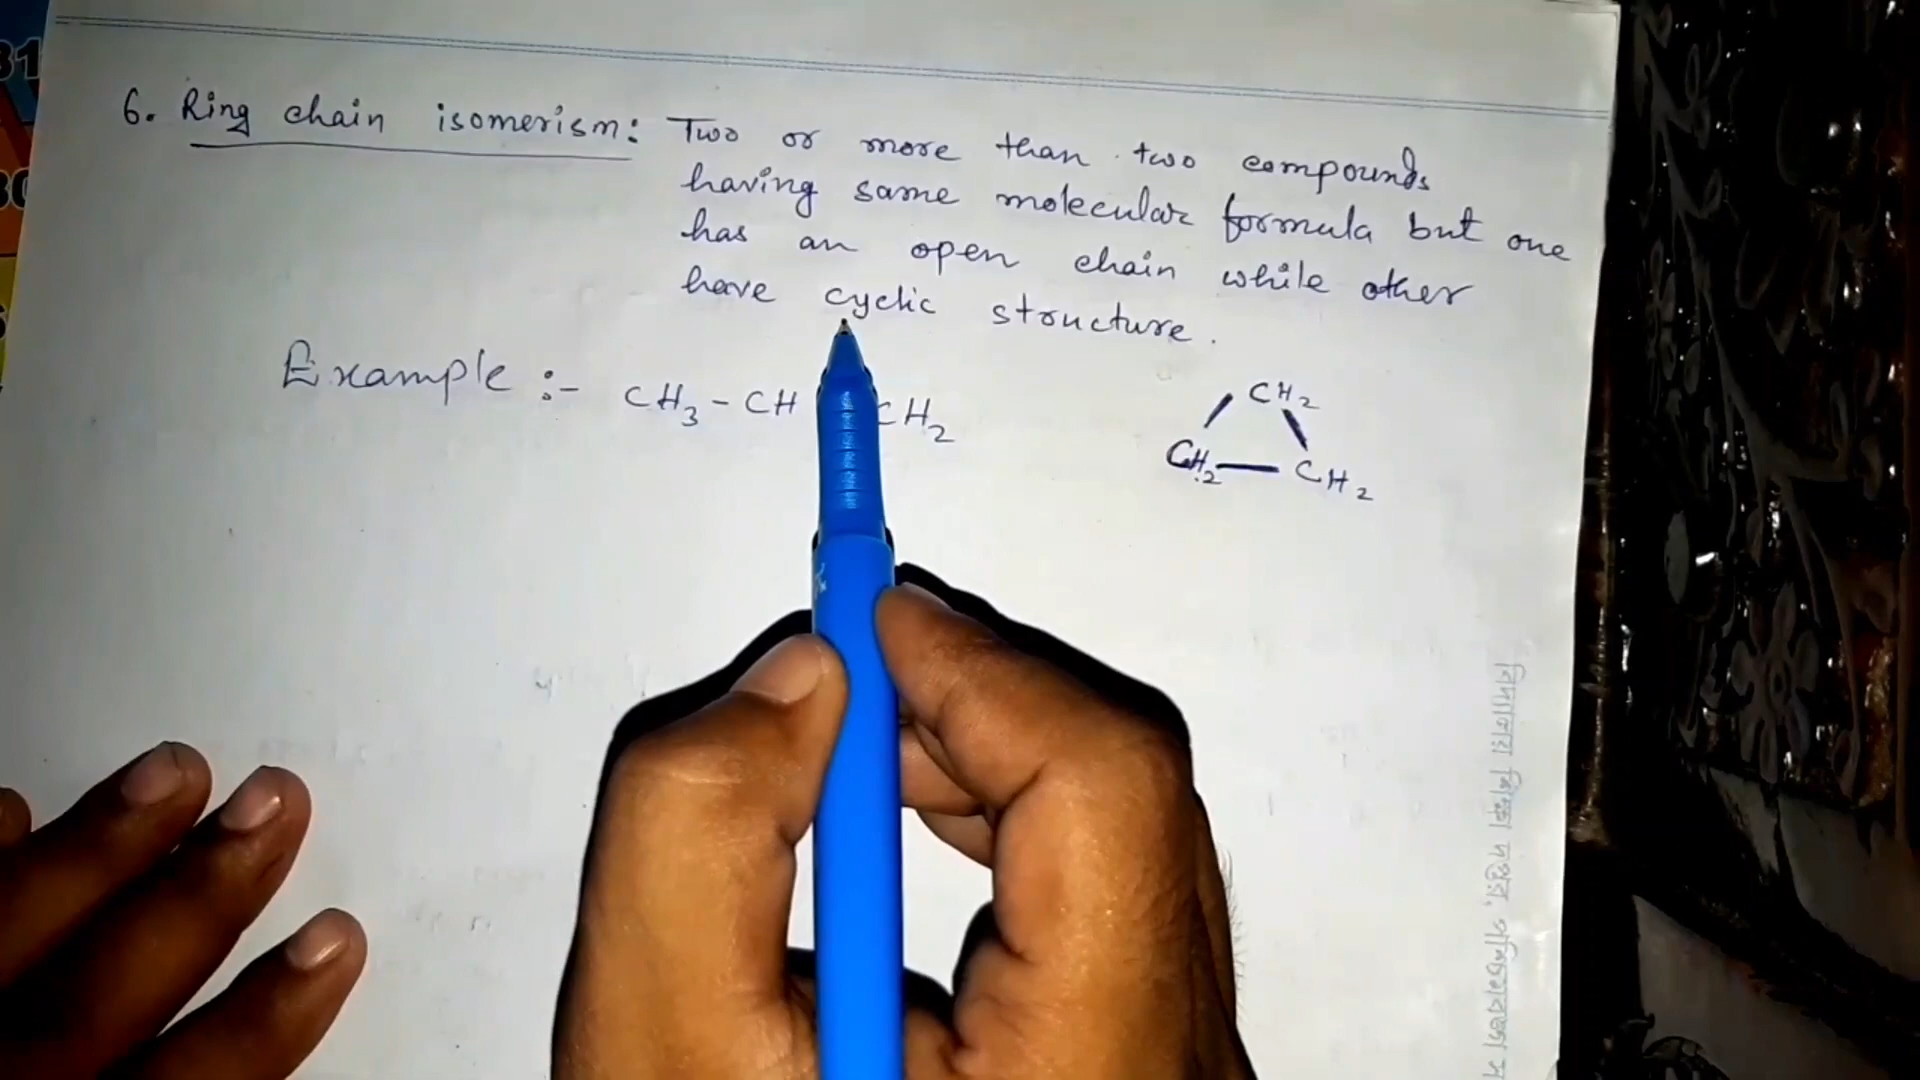 6. Ring chain isomerism: Two or more than two compounds
having same molecular formula but one
has an open chain while other
have cyclic structure.
Example :- CH3 - CH CH2
CH2
CH2 — CH2